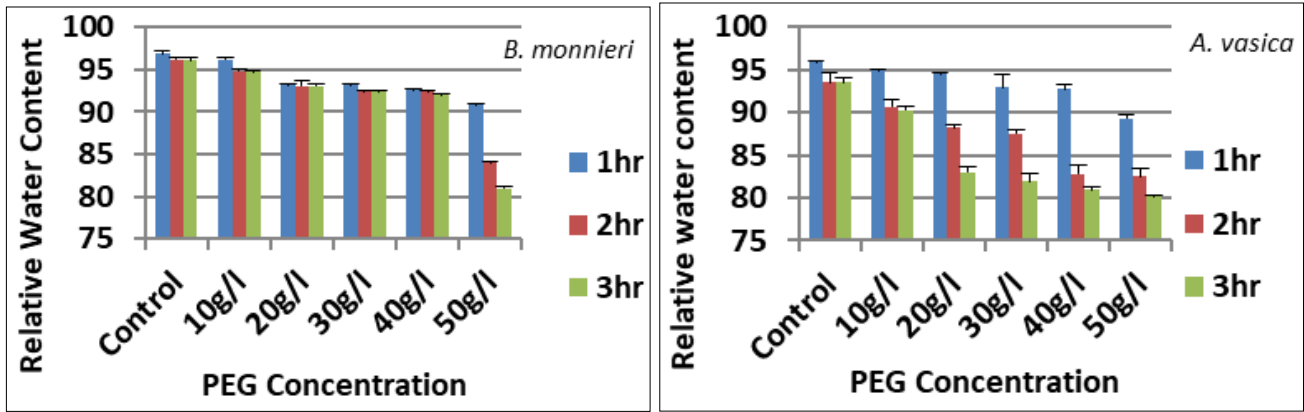 Relative Water Content
100
95
90
85
80
75
B. monnieri
1hr
2hr
3hr
Control
10g/l
20g/l
30g/l
40g/l
50g/l
PEG Concentration
Relative water content
100
95
90
85
80
75
A. vasica
1hr
2hr
3hr
Control
10g/l
20g/l
30g/l
40g/l
50g/l
PEG Concentration